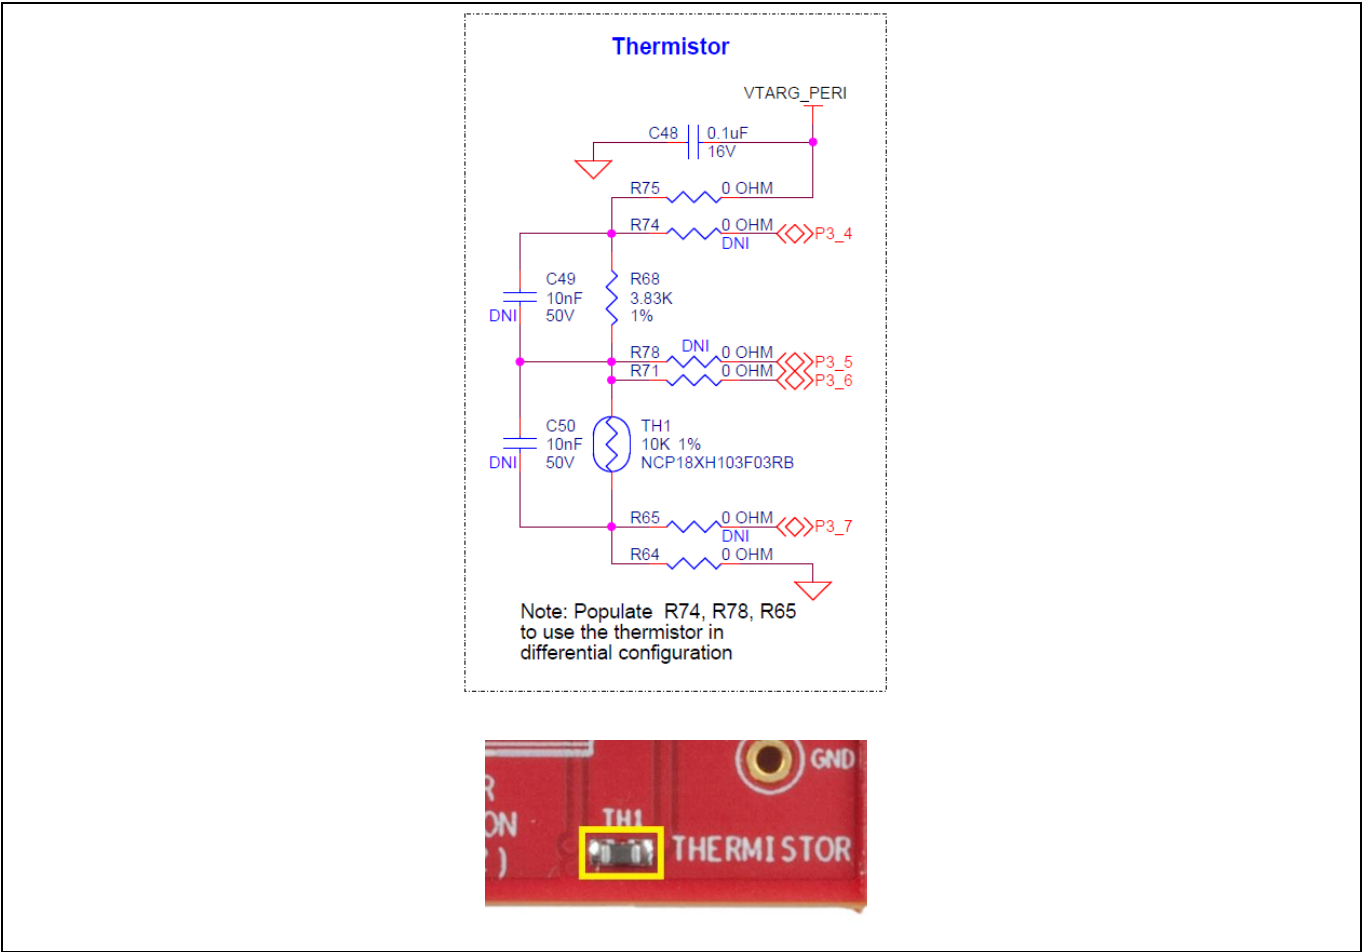 Thermistor
VTARG_PERI
C48 0.1uF
16V
R75 0 OHM
R74 0 OHM P3_4
DNI
C49 R68
10nF 3.83K
DNI 50V 1%
DNI
R78 0 OHM P3_5
R71 0 OHM P3_6
C50 TH1
10nF 10K 1%
DNI 50V NCP18XH103F03RB
R65 0 OHM P3_7
DNI
R64 0 OHM
Note: Populate R74, R78, R65
to use the thermistor in
differential configuration
GND
R
TH1
ON
THERMISTOR
)